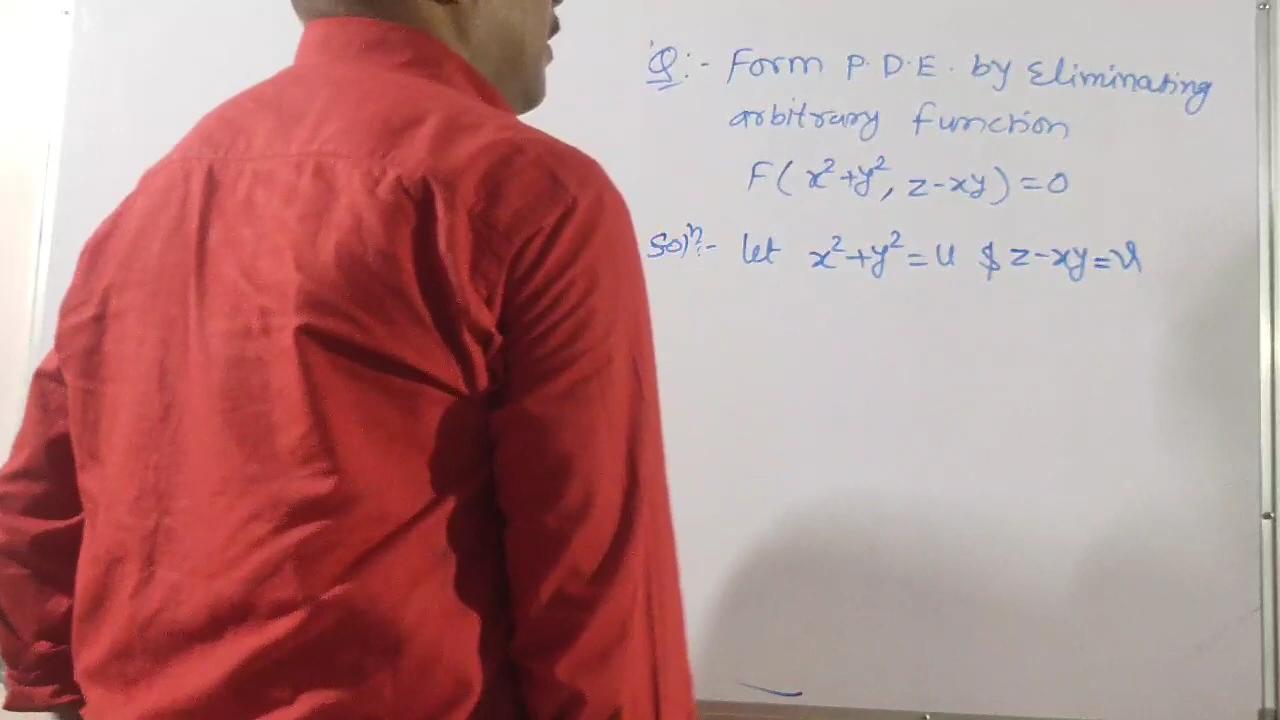 Q:- Form P.D.E. by Eliminating
arbitrary function
F(x²+y², z-xy)=0
Solⁿ:- let x²+y²=u & z-xy=v